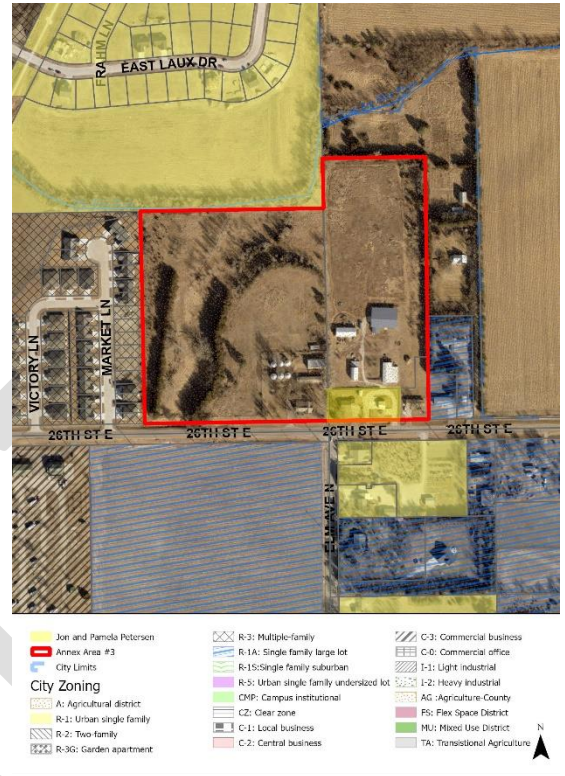 FRAHM LN
EAST LAUX DR
VICTORY LN
MARKET LN
26TH ST E
26TH ST E
26TH ST E
26TH ST E
ELM AVE N
Jon and Pamela Petersen
Annex Area #3
City Limits
City Zoning
A: Agricultural district
R-1: Urban single family
R-2: Two-family
R-3G: Garden apartment
R-3: Multiple-family
R-1A: Single family large lot
R-1S:Single family suburban
R-5: Urban single family undersized lot
CMP: Campus institutional
CZ: Clear zone
C-1: Local business
C-2: Central business
C-3: Commercial business
C-0: Commercial office
I-1: Light industrial
I-2: Heavy industrial
AG :Agriculture-County
FS: Flex Space District
MU: Mixed Use District
TA: Transistional Agriculture
N